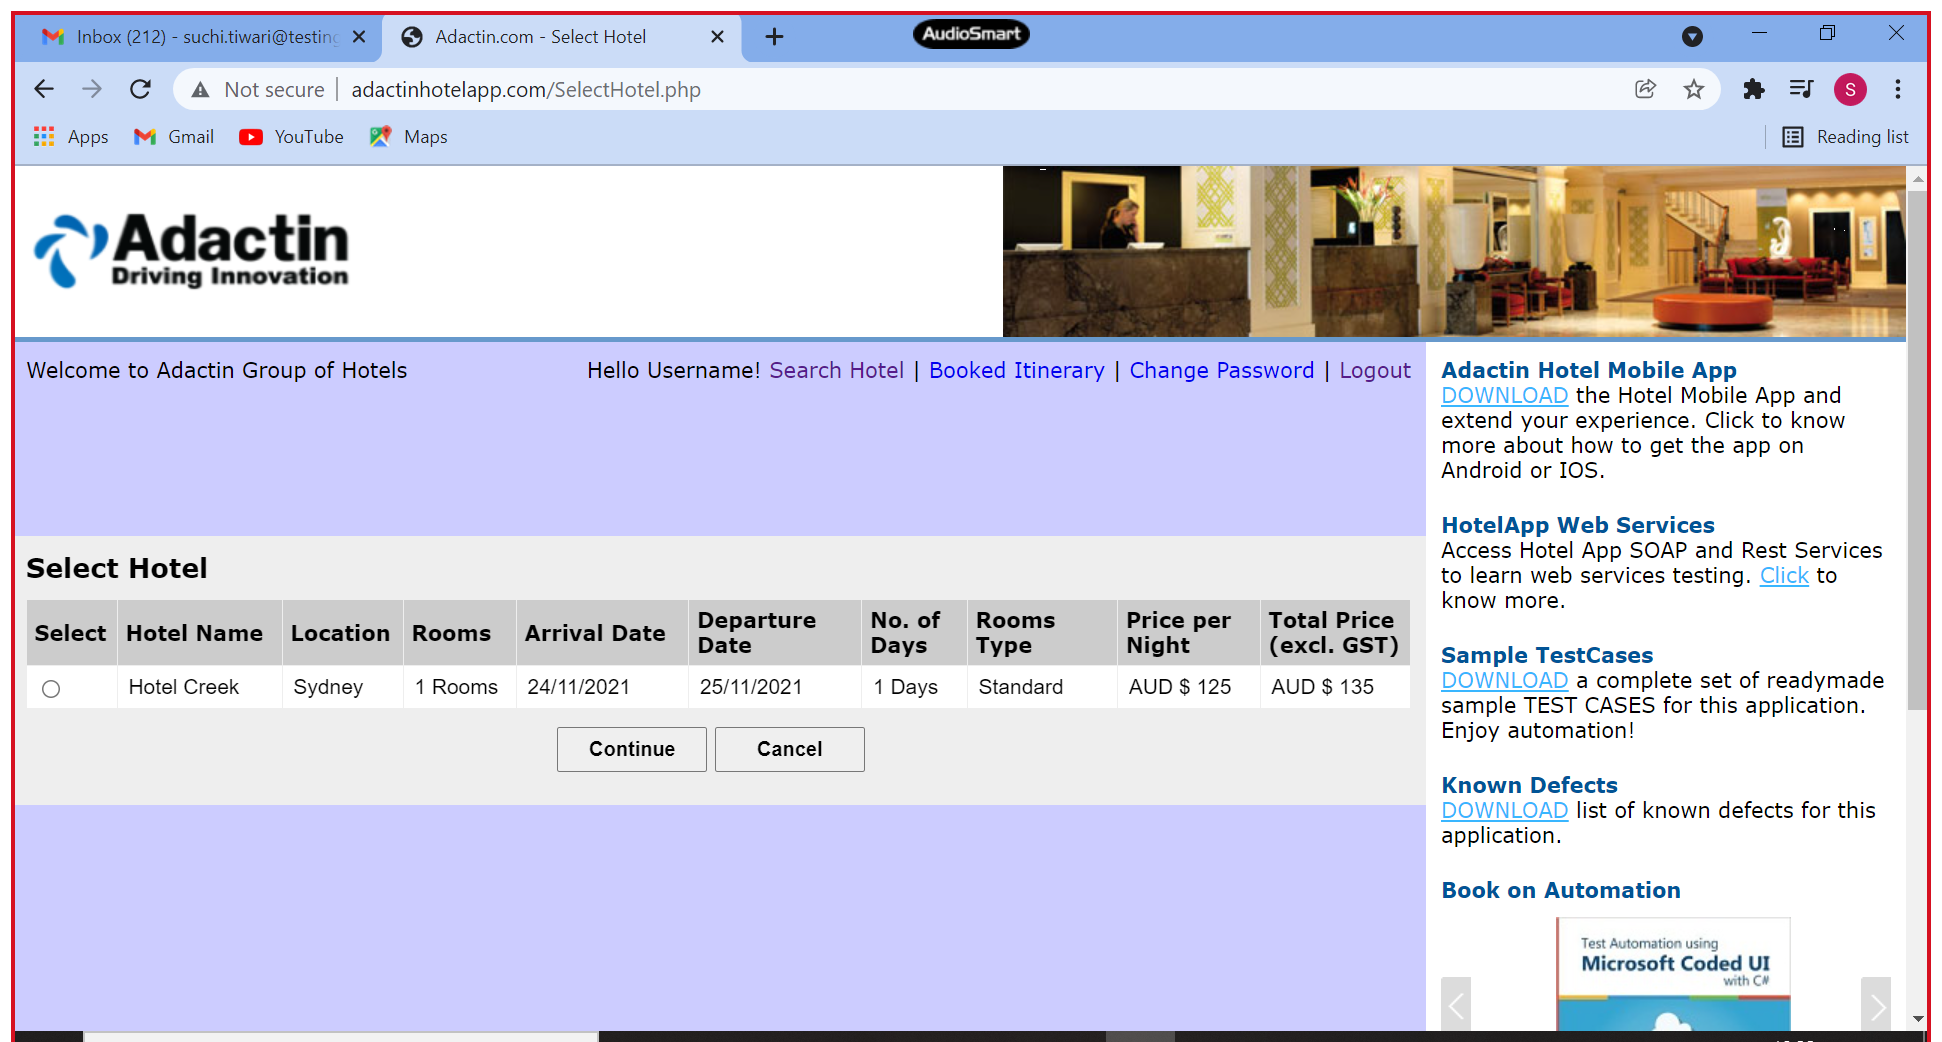 Inbox (212) - suchi.tiwari@testing
Adactin.com - Select Hotel
AudioSmart
Not secure
adactinhotelapp.com/SelectHotel.php
S
Apps
Gmail
YouTube
Maps
Reading list
Adactin
Driving Innovation
Welcome to Adactin Group of Hotels
Hello Username! Search Hotel | Booked Itinerary | Change Password | Logout
Select Hotel
Select Hotel Name Location Rooms Arrival Date Departure Date No. of Days Rooms Type Price per Night Total Price (excl. GST)
Hotel Creek Sydney 1 Rooms 24/11/2021 25/11/2021 1 Days Standard AUD $ 125 AUD $ 135
Continue Cancel
Adactin Hotel Mobile App
DOWNLOAD the Hotel Mobile App and
extend your experience. Click to know
more about how to get the app on
Android or IOS.
HotelApp Web Services
Access Hotel App SOAP and Rest Services
to learn web services testing. Click to
know more.
Sample TestCases
DOWNLOAD a complete set of readymade
sample TEST CASES for this application.
Enjoy automation!
Known Defects
DOWNLOAD list of known defects for this
application.
Book on Automation
Test Automation using
Microsoft Coded UI
with C#